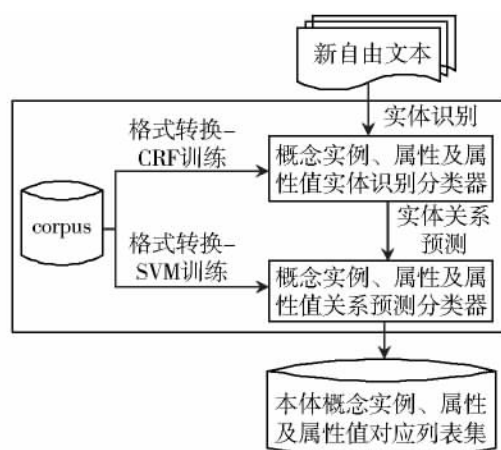 新自由文本
实体识别
格式转换-
CRF训练
概念实例、属性及属
性值实体识别分类器
corpus
实体关系
预测
格式转换-
SVM训练
概念实例、属性及属
性值关系预测分类器
本体概念实例、属性
及属性值对应列表集